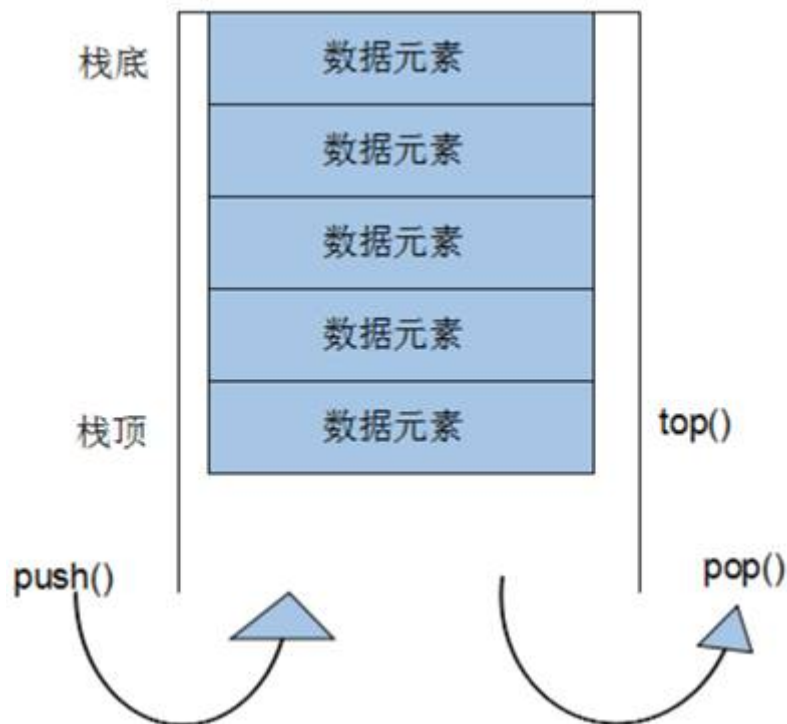 栈底
数据元素
数据元素
数据元素
数据元素
栈顶
数据元素
top()
push()
pop()